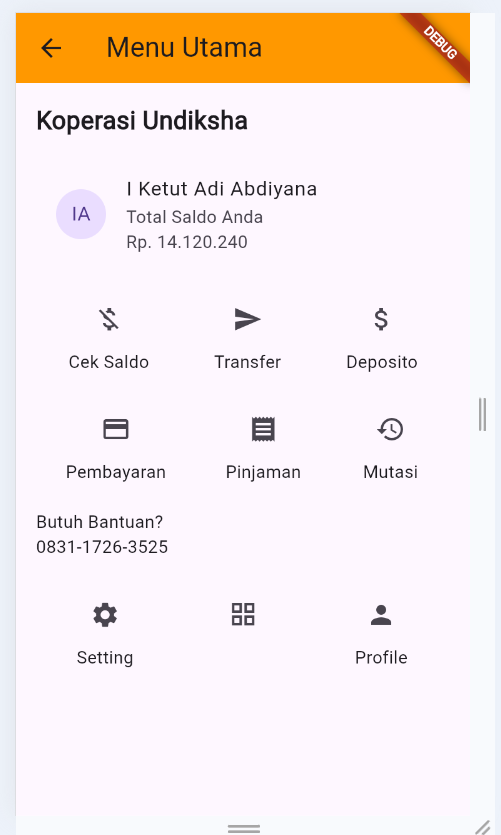 Menu Utama
DEBUG
Koperasi Undiksha
IA
I Ketut Adi Abdiyana
Total Saldo Anda
Rp. 14.120.240
Cek Saldo
Transfer
Deposito
Pembayaran
Pinjaman
Mutasi
Butuh Bantuan?
0831-1726-3525
Setting
Profile